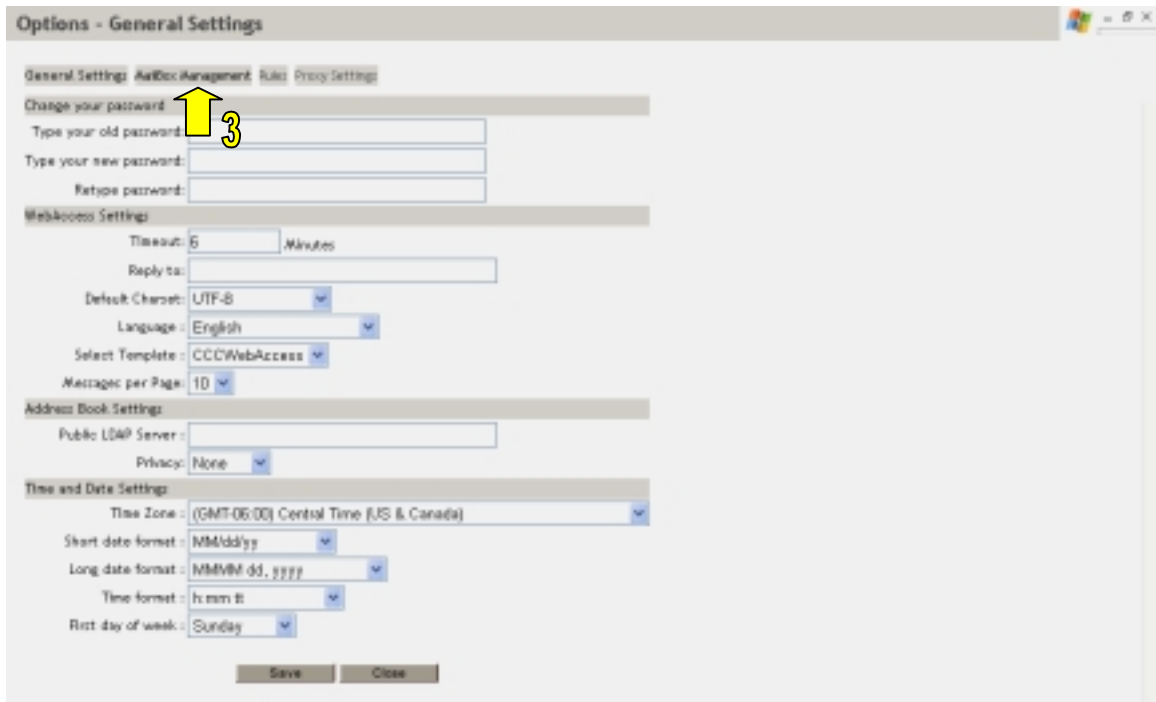 Options - General Settings
General Settings MailBox Management Rules Proxy Settings
Change your password
3
Type your old password:
Type your new password:
Retype password:
WebAccess Settings
Timeout: 6 Minutes
Reply to:
Default Charset: UTF-8
Language : English
Select Template : CCCWebAccess
Messages per Page: 10
Address Book Settings
Public LDAP Server :
Privacy: None
Time and Date Settings
Time Zone : (GMT-06:00) Central Time (US & Canada)
Short date format : MM/dd/yy
Long date format : MMMM dd, yyyy
Time format : h:mm tt
First day of week : Sunday
Save Close